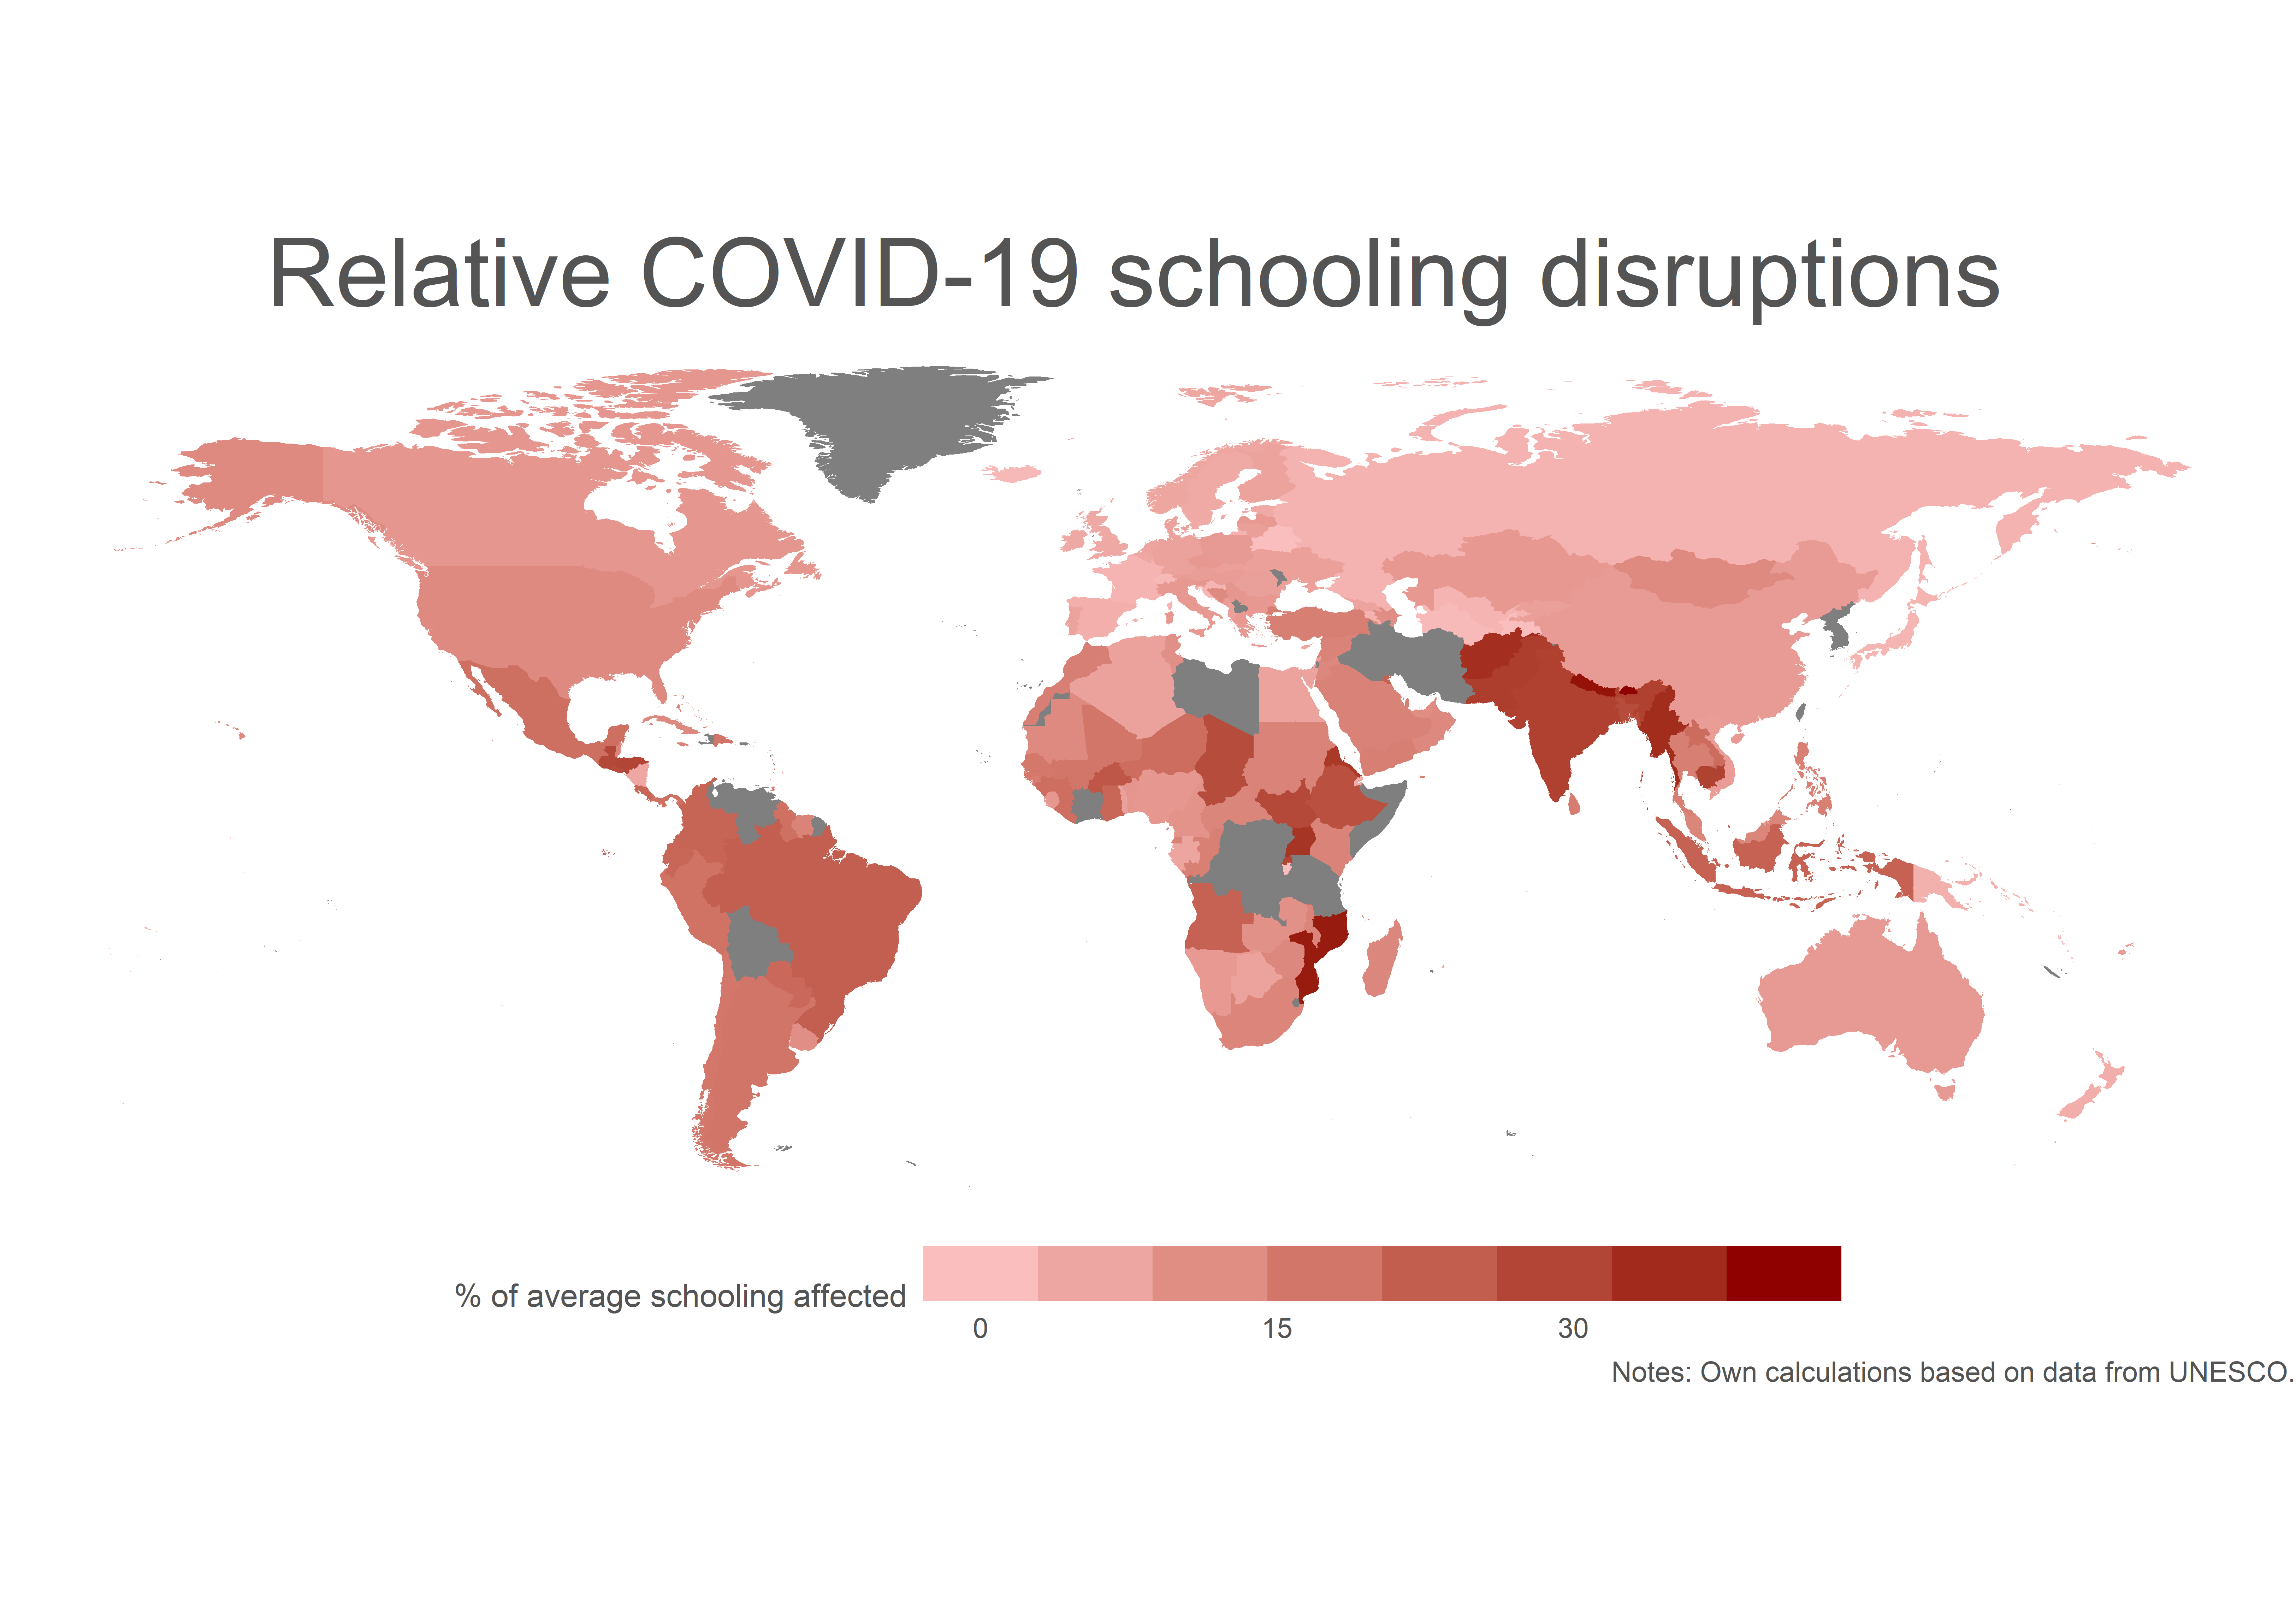 Relative COVID-19 schooling disruptions
% of average schooling affected
0 15 30
Notes: Own calculations based on data from UNESCO.